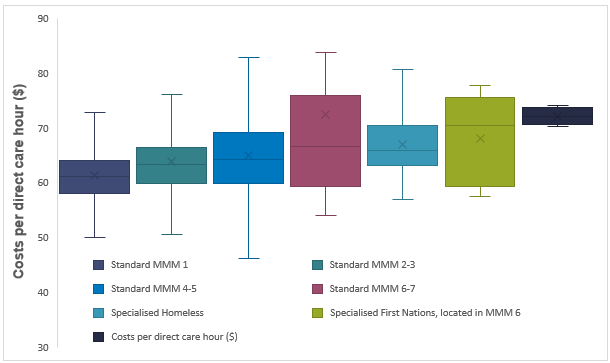 90
80
70
60
50
40
30
Costs per direct care hour ($)
Standard MMM 1
Standard MMM 2-3
Standard MMM 4-5
Standard MMM 6-7
Specialised Homeless
Specialised First Nations, located in MMM 6
Costs per direct care hour ($)